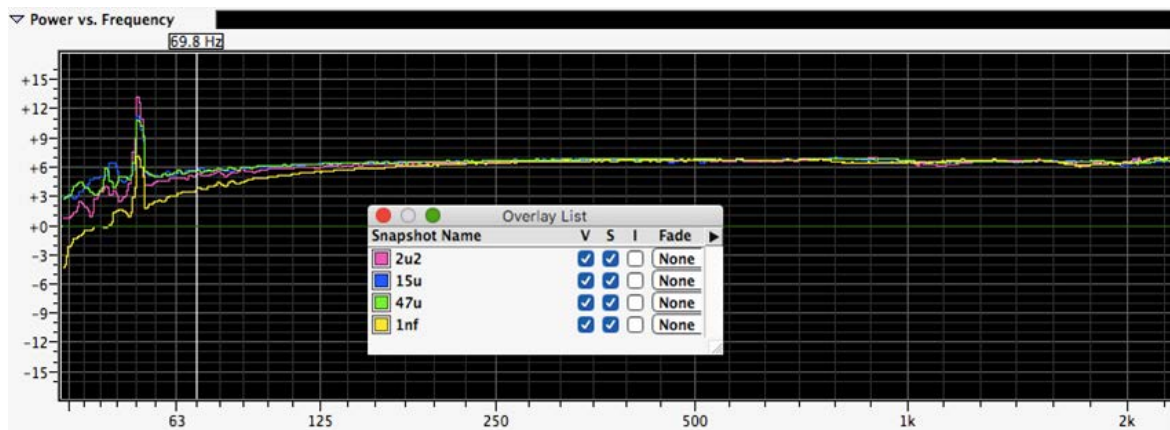 Power vs. Frequency
69.8 Hz
+15
+12
+9
+6
+3
+0
-3
-6
-9
-12
-15
Overlay List
Snapshot Name V S I Fade
2u2 None
15u None
47u None
1nf None
63 125 250 500 1k 2k